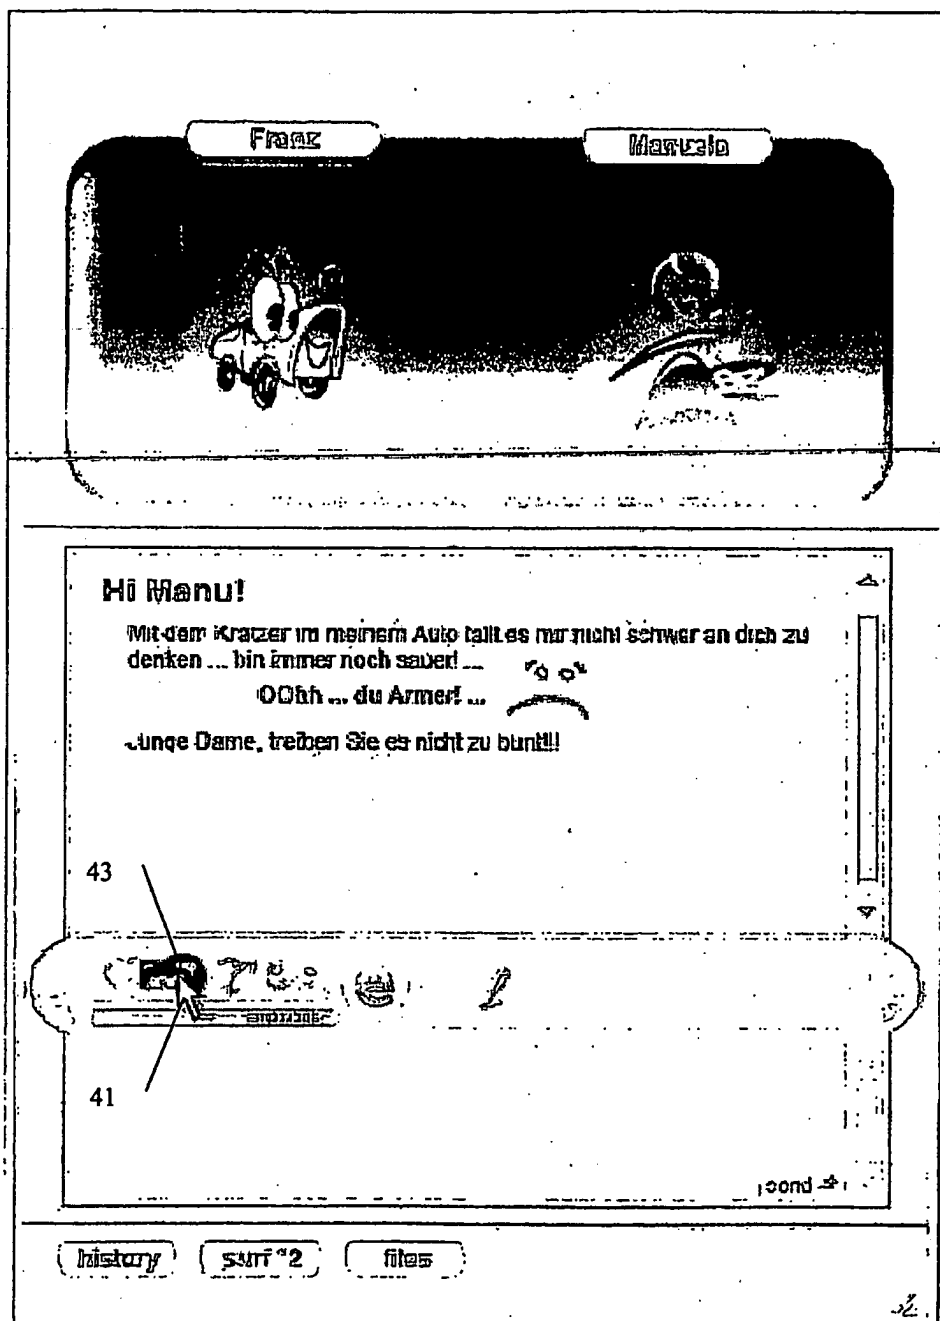 Franz
Manuela
Hi Manu!
Mit dem Kratzer im meinem Auto fällt es mir nicht schwer an dich zu
denken ... bin immer noch sauer! ...
OOhh ... du Armer! ...
Junge Dame, treiben Sie es nicht zu bunt!!!
43
41
history
surf^2
files